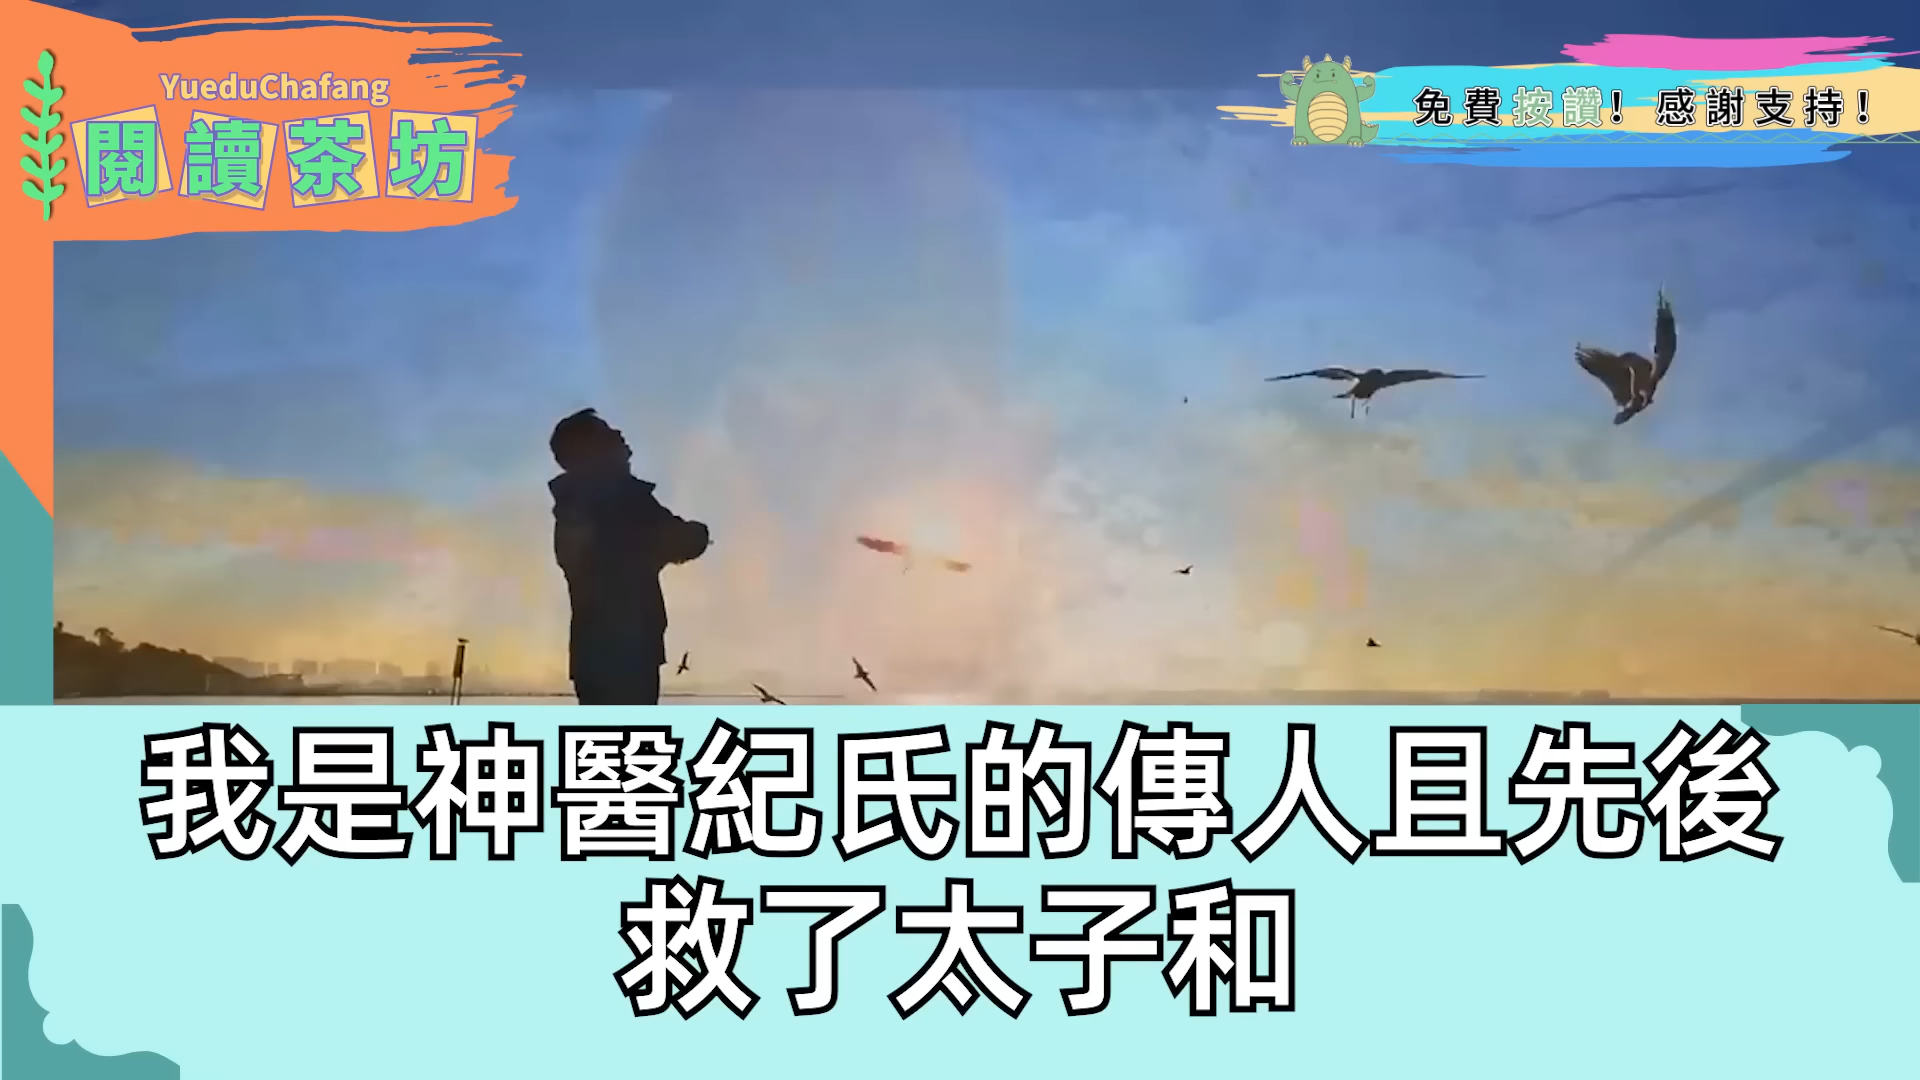 YueduChafang
閱讀茶坊
免費按讚！感謝支持！
我是神醫紀氏的傳人且先後
救了太子和